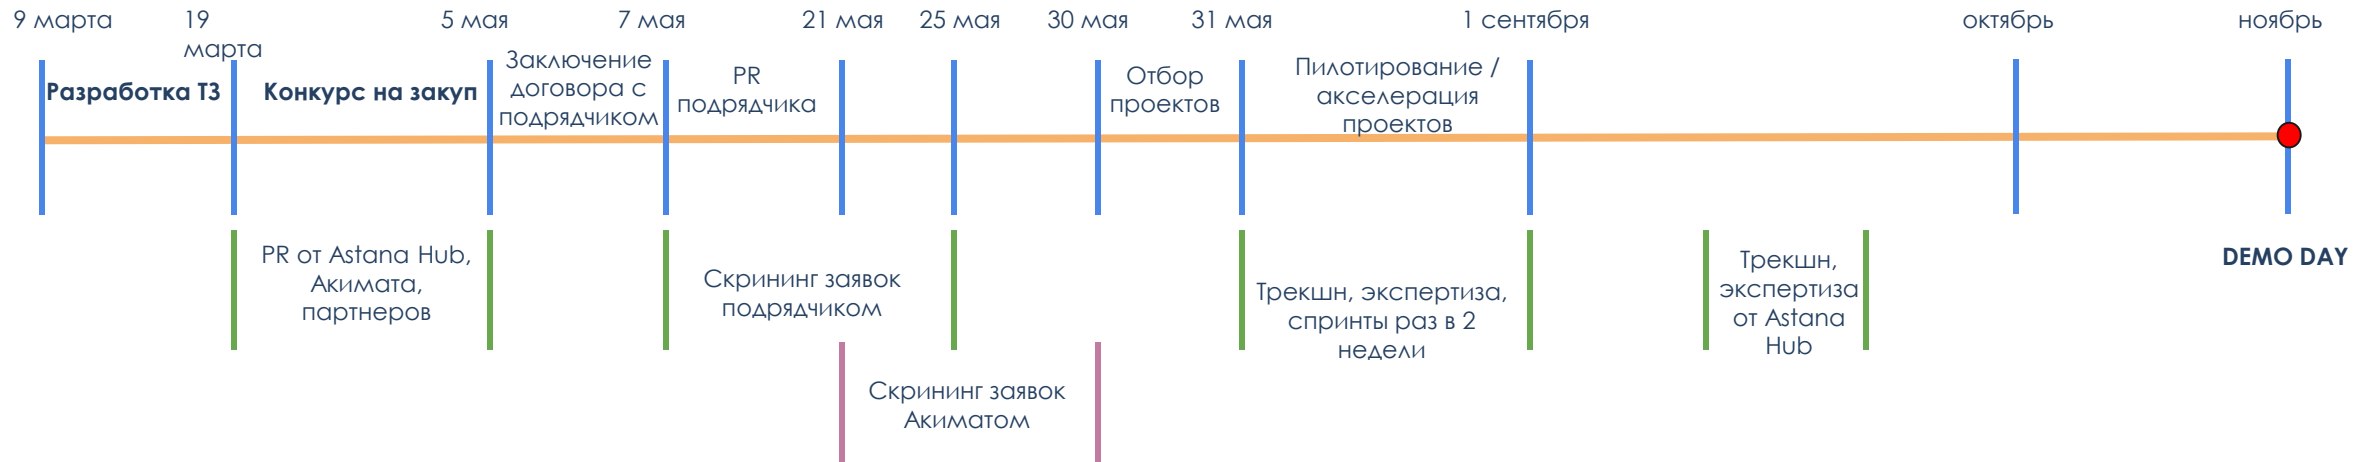 9 марта
19
марта
5 мая
7 мая
21 мая
25 мая
30 мая
31 мая
1 сентября
октябрь
ноябрь
Разработка ТЗ
Конкурс на закуп
Заключение
договора с
подрядчиком
PR
подрядчика
Отбор
проектов
Пилотирование /
акселерация
проектов
PR от Astana Hub,
Акимата,
партнеров
Скрининг заявок
подрядчиком
Скрининг заявок
Акиматом
Трекшн, экспертиза,
спринты раз в 2
недели
Трекшн,
экспертиза
от Astana
Hub
DEMO DAY